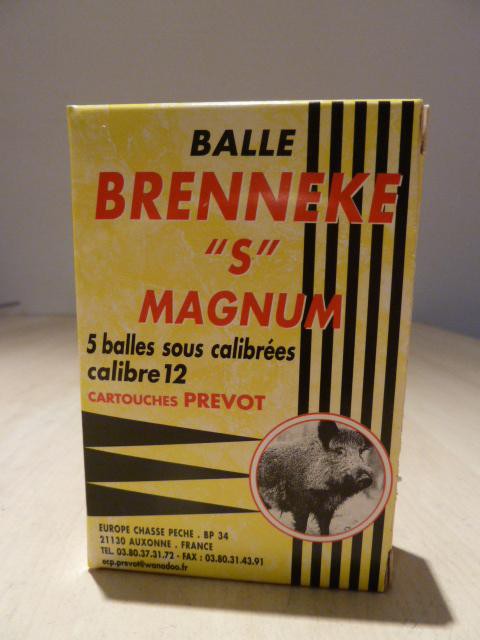 BALLE
BRENNEKE
"S"
MAGNUM
5 balles sous calibrées
calibre 12
CARTOUCHES PREVOT
EUROPE CHASSE PECHE . BP 34
21130 AUXONNE . FRANCE
TEL. 03.80.37.31.72 - FAX : 03.80.31.43.91
ecp.prevot@wanadoo.fr